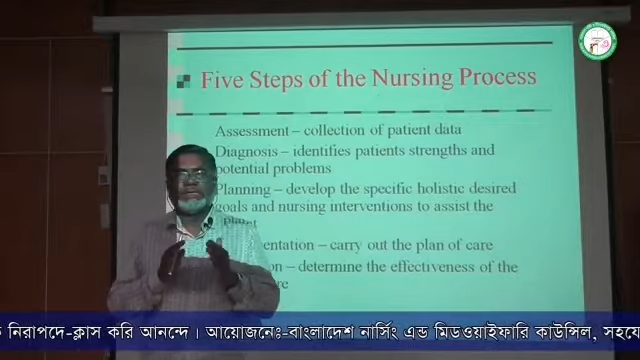 Five Steps of the Nursing Process
Assessment – collection of patient data
Diagnosis – identifies patients strengths and
potential problems
Planning – develop the specific holistic desired
goals and nursing interventions to assist the
entation – carry out the plan of care
on – determine the effectiveness of the
নিরাপদে-ক্লাস করি আনন্দে। আয়োজনেঃ-বাংলাদেশ নার্সিং এন্ড মিডওয়াইফারি কাউন্সিল, সহযে